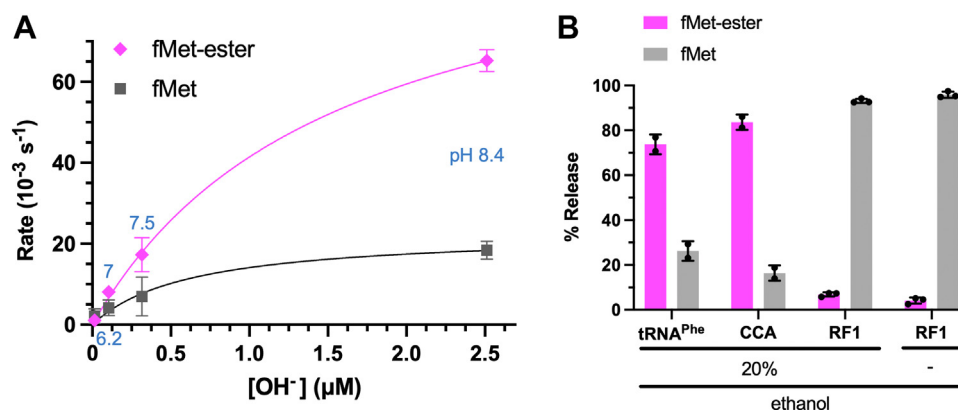 A
fMet-ester
fMet
Rate (10⁻³ s⁻¹)
60
40
20
0
pH 8.4
7.5
7
6.2
0
0.5
1.0
1.5
2.0
2.5
[OH⁻] (µM)
B
fMet-ester
fMet
% Release
100
80
60
40
20
0
tRNAᴾʰᵉ CCA RF1 RF1
20% -
ethanol